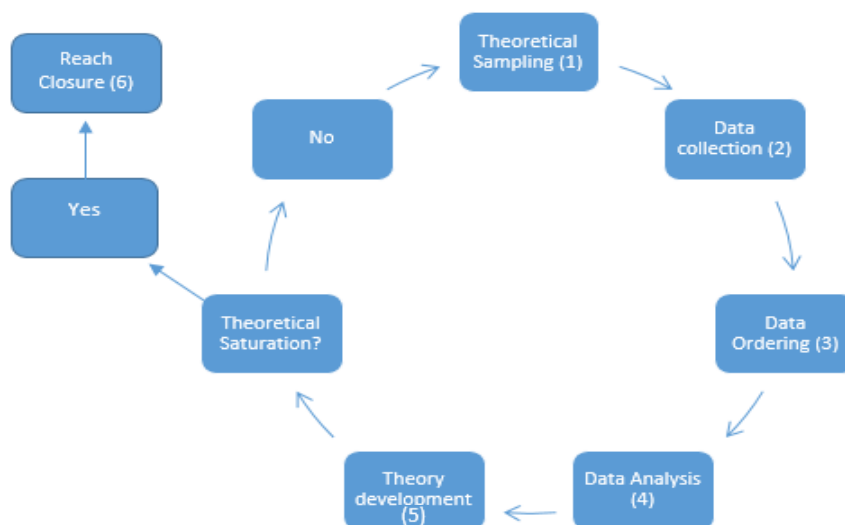 Theoretical
Sampling (1)
Data
collection (2)
Data
Ordering (3)
Data Analysis
(4)
Theory
development
(5)
Theoretical
Saturation?
No
Yes
Reach
Closure (6)